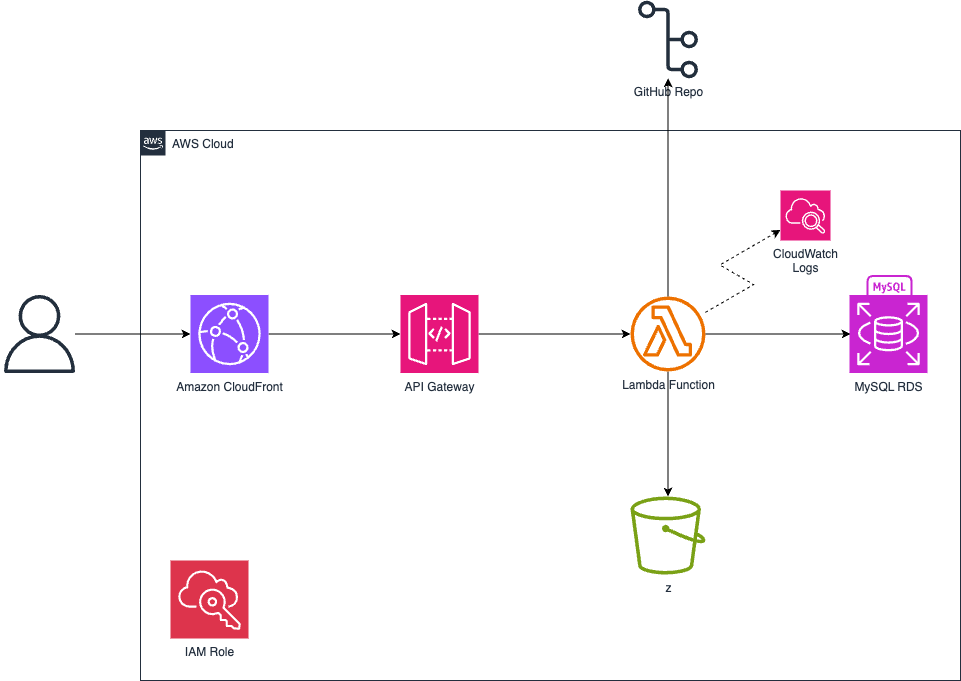 GitHub Repo
aws
AWS Cloud
CloudWatch
Logs
MySQL
</>
Amazon CloudFront
API Gateway
Lambda Function
MySQL RDS
z
IAM Role